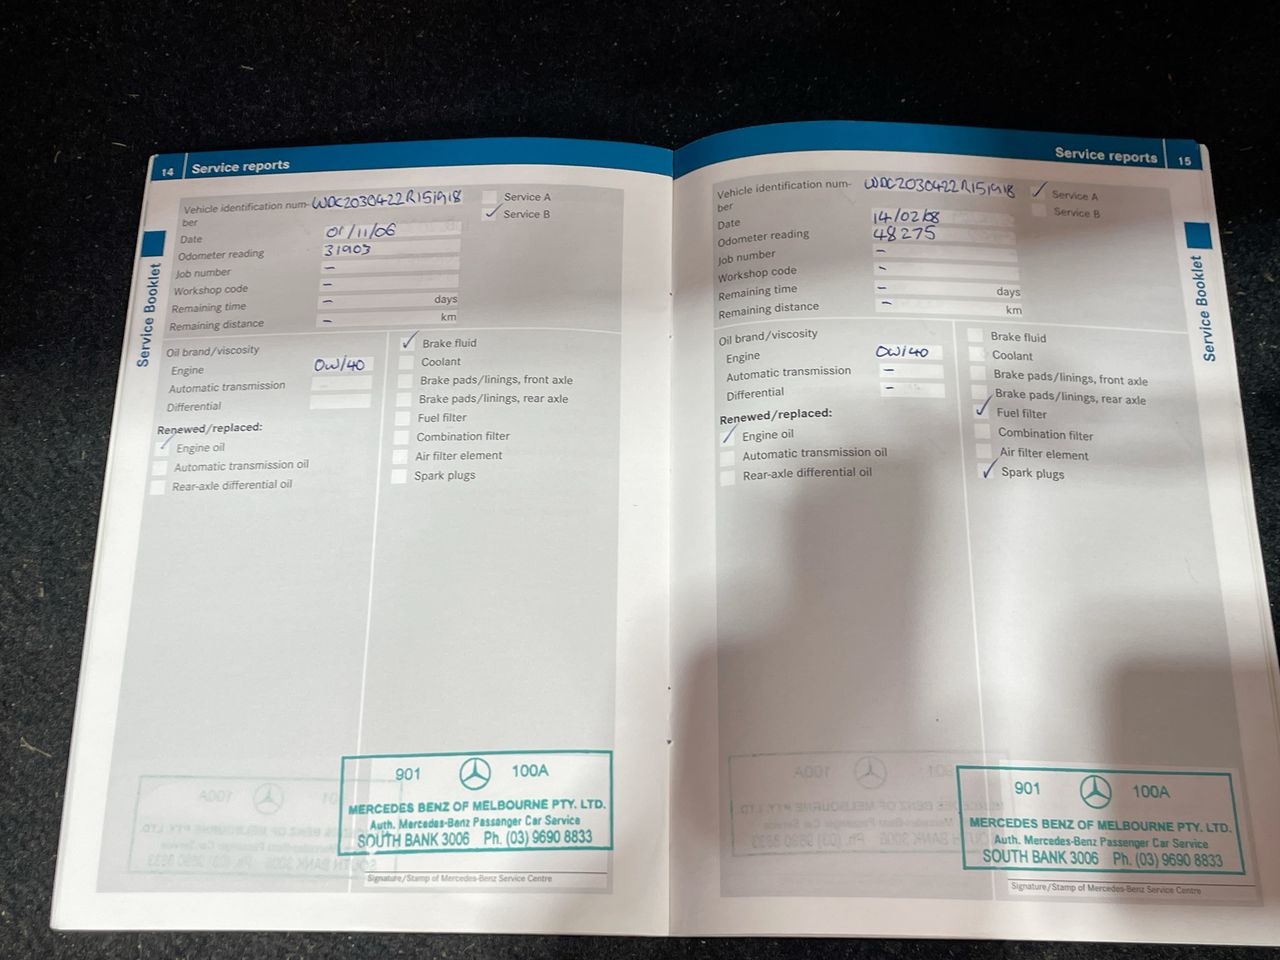 14 Service reports
Vehicle identification num-
ber
WDC2030422R151918
Service A
Service B
Date 01/11/06
Odometer reading 31903
Job number –
Workshop code –
Remaining time – days
Remaining distance – km
Oil brand/viscosity
Engine 0W/40
Automatic transmission
Differential
Renewed/replaced:
Engine oil
Automatic transmission oil
Rear-axle differential oil
Brake fluid
Coolant
Brake pads/linings, front axle
Brake pads/linings, rear axle
Fuel filter
Combination filter
Air filter element
Spark plugs
901 100A
MERCEDES BENZ OF MELBOURNE PTY. LTD.
Auth. Mercedes-Benz Passenger Car Service
SOUTH BANK 3006 Ph. (03) 9690 8833
Signature/Stamp of Mercedes-Benz Service Centre
Service Booklet
Service reports 15
Vehicle identification num-
ber
WDC2030422R151918
Service A
Service B
Date 14/02/08
Odometer reading 48275
Job number –
Workshop code –
Remaining time – days
Remaining distance – km
Oil brand/viscosity
Engine 0W/40
Automatic transmission –
Differential –
Renewed/replaced:
Engine oil
Automatic transmission oil
Rear-axle differential oil
Brake fluid
Coolant
Brake pads/linings, front axle
Brake pads/linings, rear axle
Fuel filter
Combination filter
Air filter element
Spark plugs
901 100A
MERCEDES BENZ OF MELBOURNE PTY. LTD.
Auth. Mercedes-Benz Passenger Car Service
SOUTH BANK 3006 Ph. (03) 9690 8833
Signature/Stamp of Mercedes-Benz Service Centre
Service Booklet